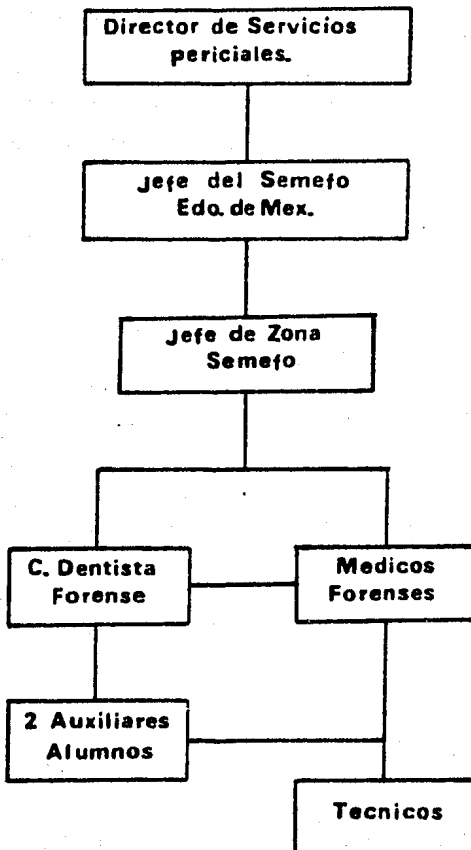 Director de Servicios
periciales.
Jefe del Semefo
Edo. de Mex.
Jefe de Zona
Semefo
C. Dentista
Forense
Medicos
Forenses
2 Auxiliares
Alumnos
Tecnicos